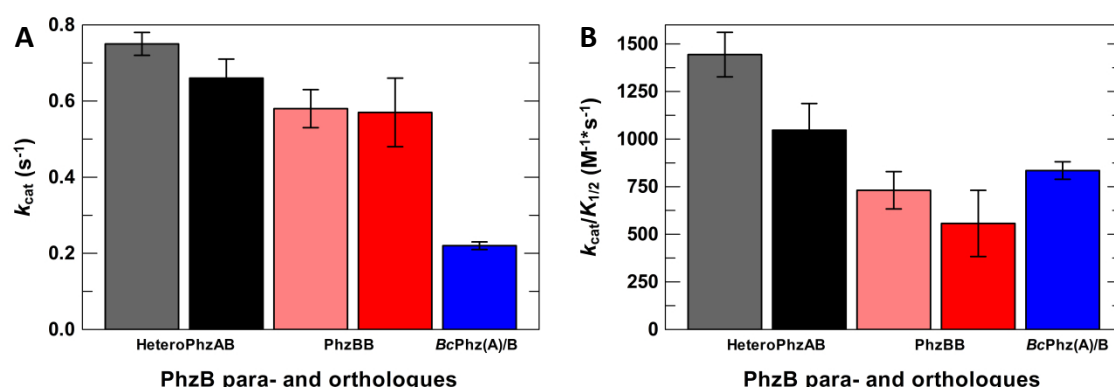 A
0.8
0.6
0.4
0.2
0.0
kcat (s-1)
HeteroPhzAB PhzBB BcPhz(A)/B
PhzB para- and orthologues
B
1500
1250
1000
750
500
250
0
kcat/K1/2 (M-1*s-1)
HeteroPhzAB PhzBB BcPhz(A)/B
PhzB para- and orthologues